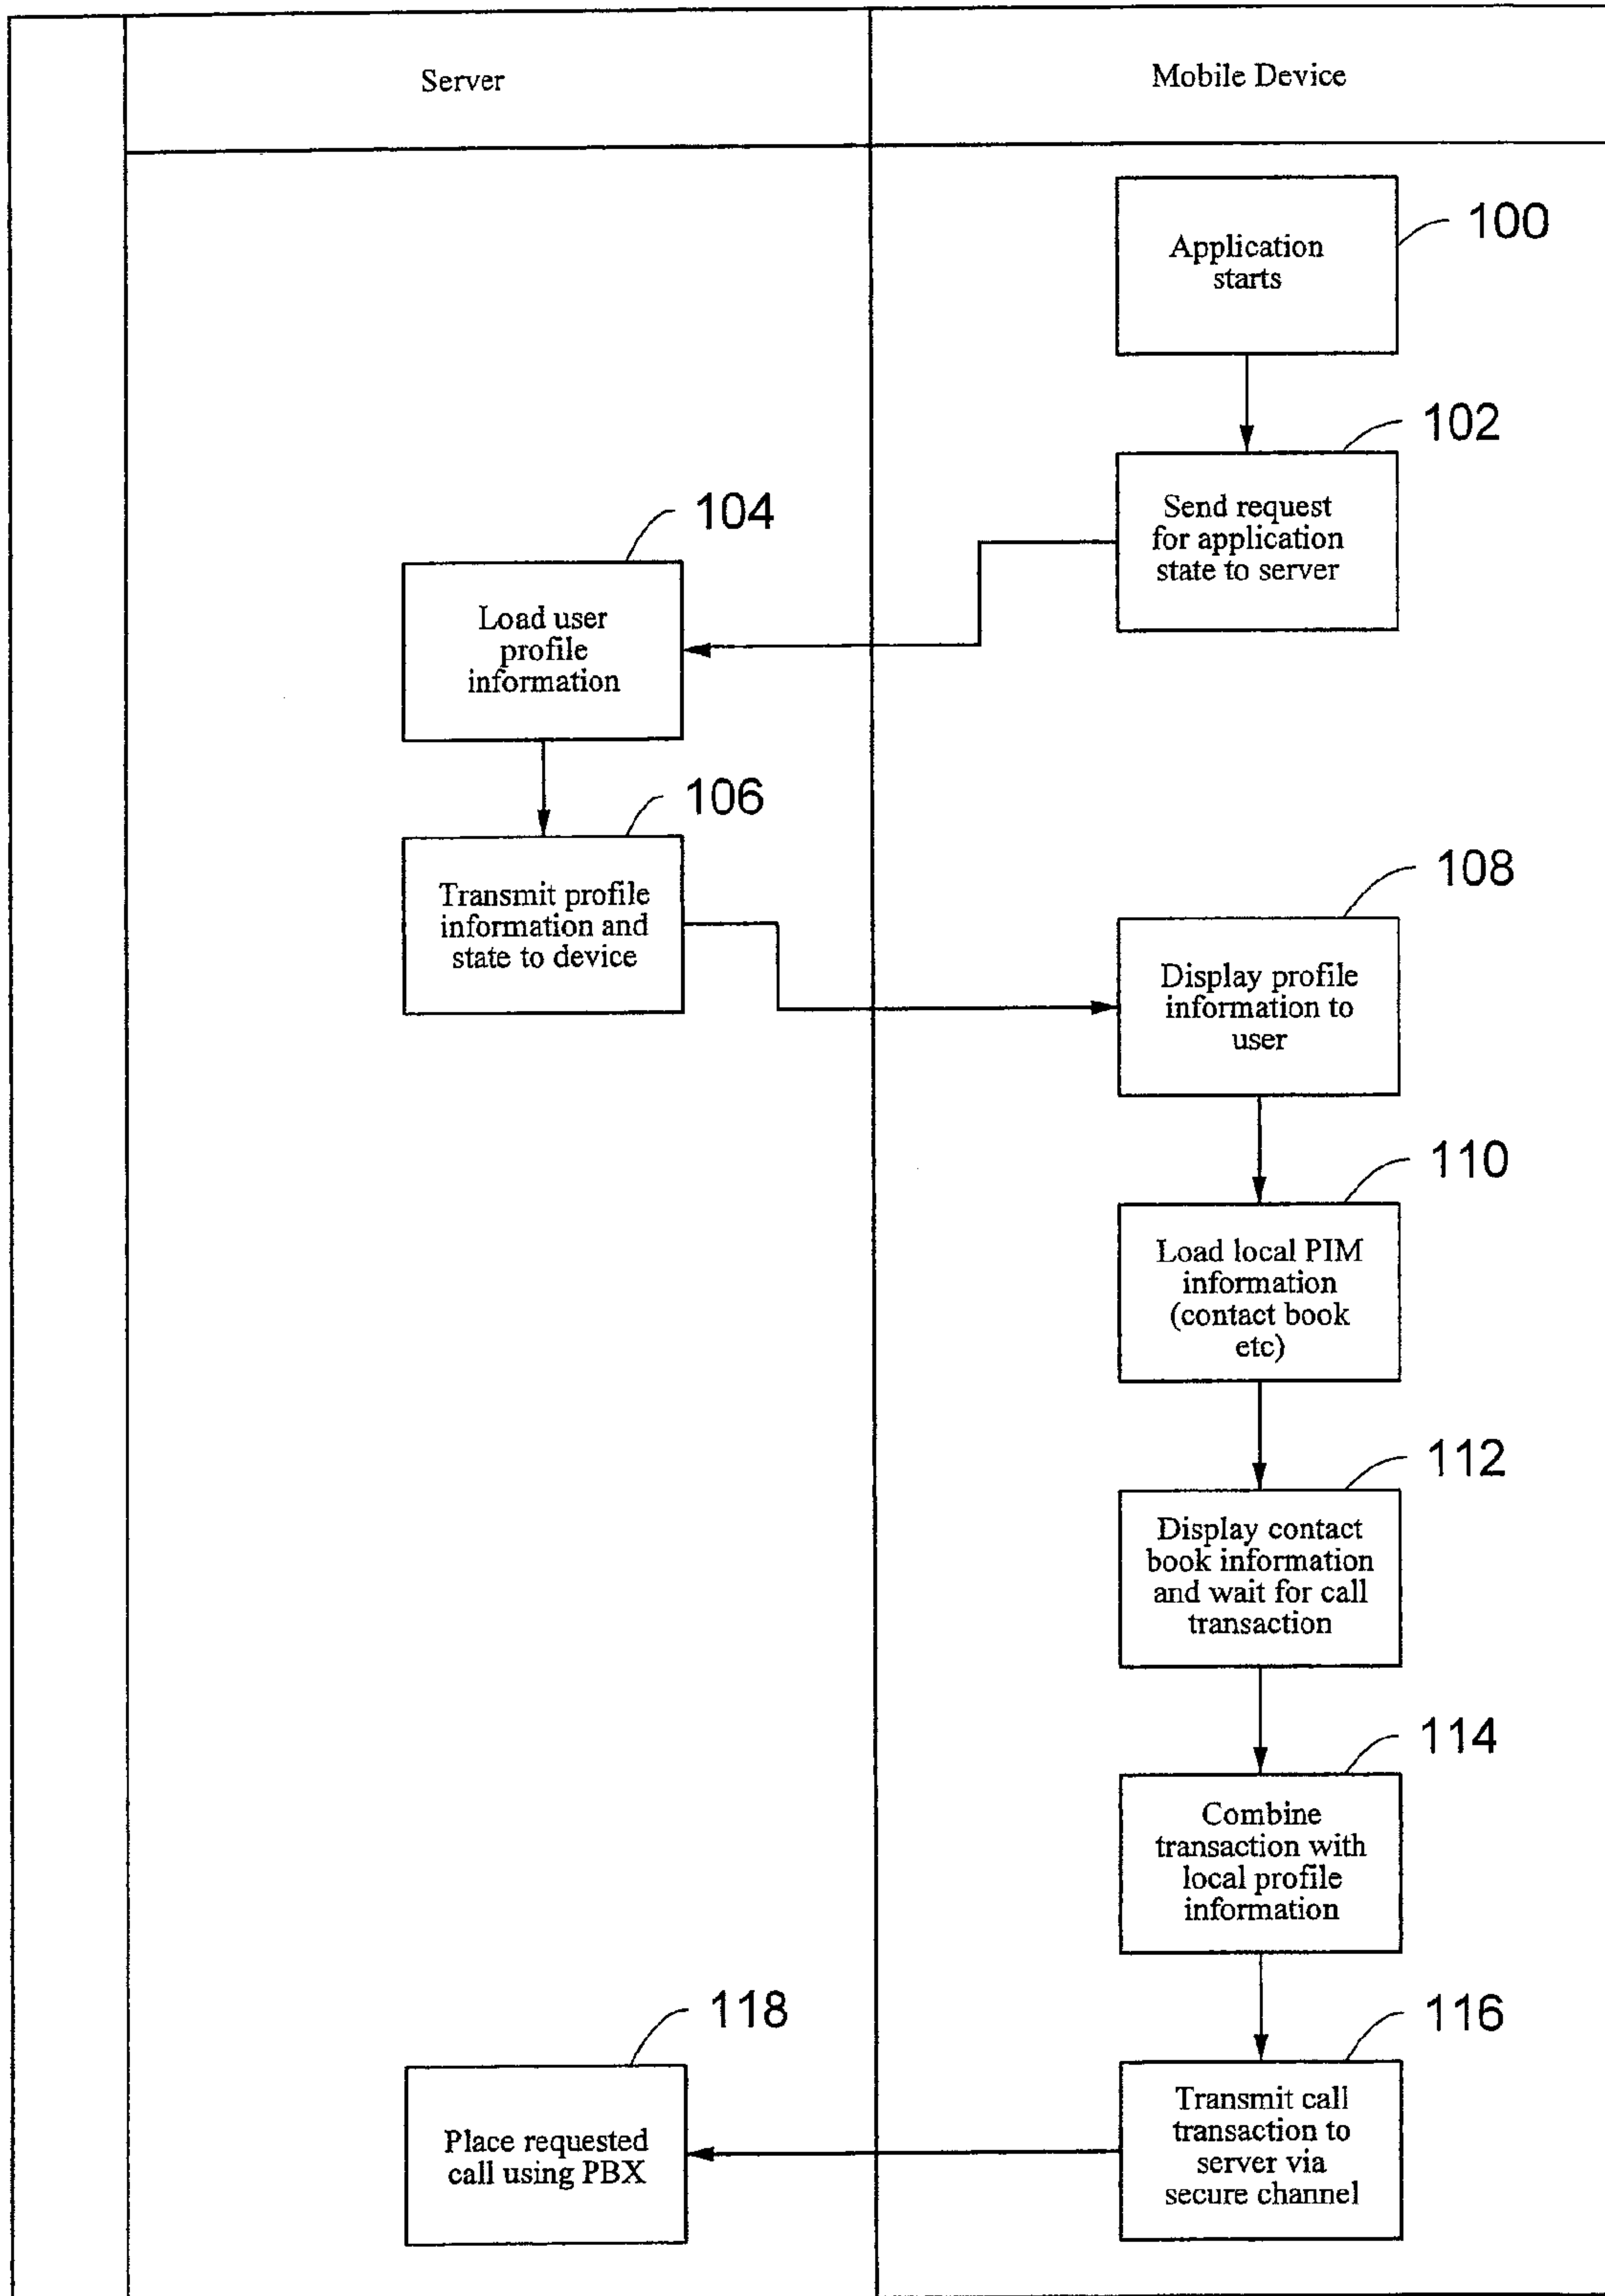 Server
Mobile Device
100
Application
starts
102
Send request
for application
state to server
104
Load user
profile
information
106
Transmit profile
information and
state to device
108
Display profile
information to
user
110
Load local PIM
information
(contact book
etc)
112
Display contact
book information
and wait for call
transaction
114
Combine
transaction with
local profile
information
116
Transmit call
transaction to
server via
secure channel
118
Place requested
call using PBX